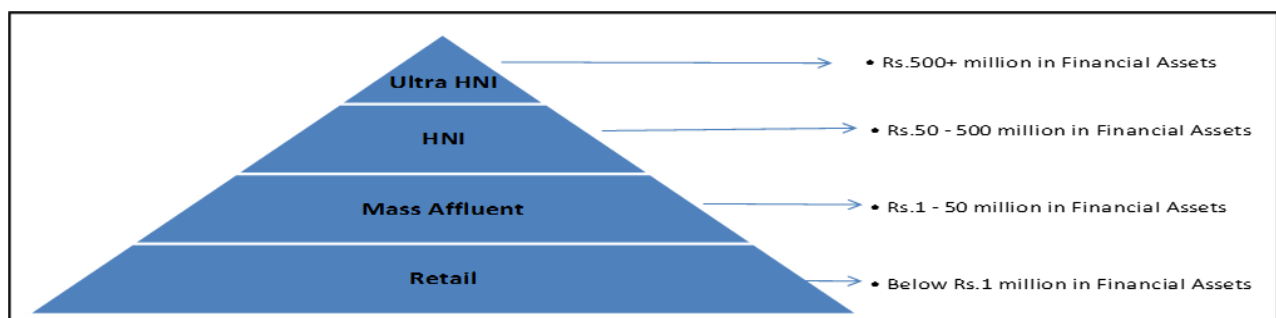 Ultra HNI
• Rs.500+ million in Financial Assets
HNI
• Rs.50 - 500 million in Financial Assets
Mass Affluent
• Rs.1 - 50 million in Financial Assets
Retail
• Below Rs.1 million in Financial Assets